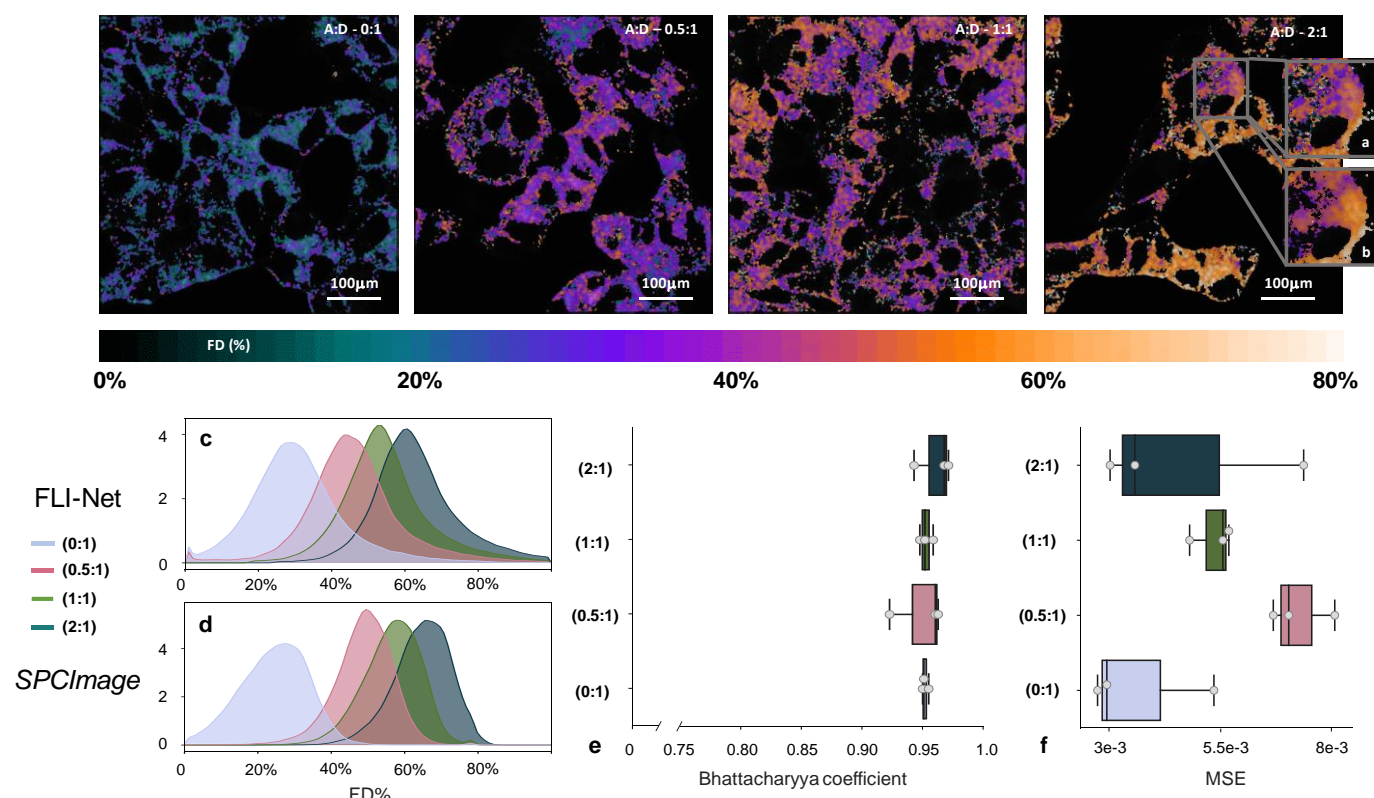 A:D - 0:1
A:D – 0.5:1
A:D - 1:1
A:D - 2:1
a
b
100μm
100μm
100μm
100μm
FD (%)
0%
20%
40%
60%
80%
FLI-Net
(0:1)
(0.5:1)
(1:1)
(2:1)
SPCImage
c
4
2
0
0
20%
40%
60%
80%
d
4
2
0
0
20%
40%
60%
80%
FD%
(2:1)
(1:1)
(0.5:1)
(0:1)
e
0
0.75
0.80
0.85
0.90
0.95
1.0
Bhattacharyya coefficient
(2:1)
(1:1)
(0.5:1)
(0:1)
f
3e-3
5.5e-3
8e-3
MSE